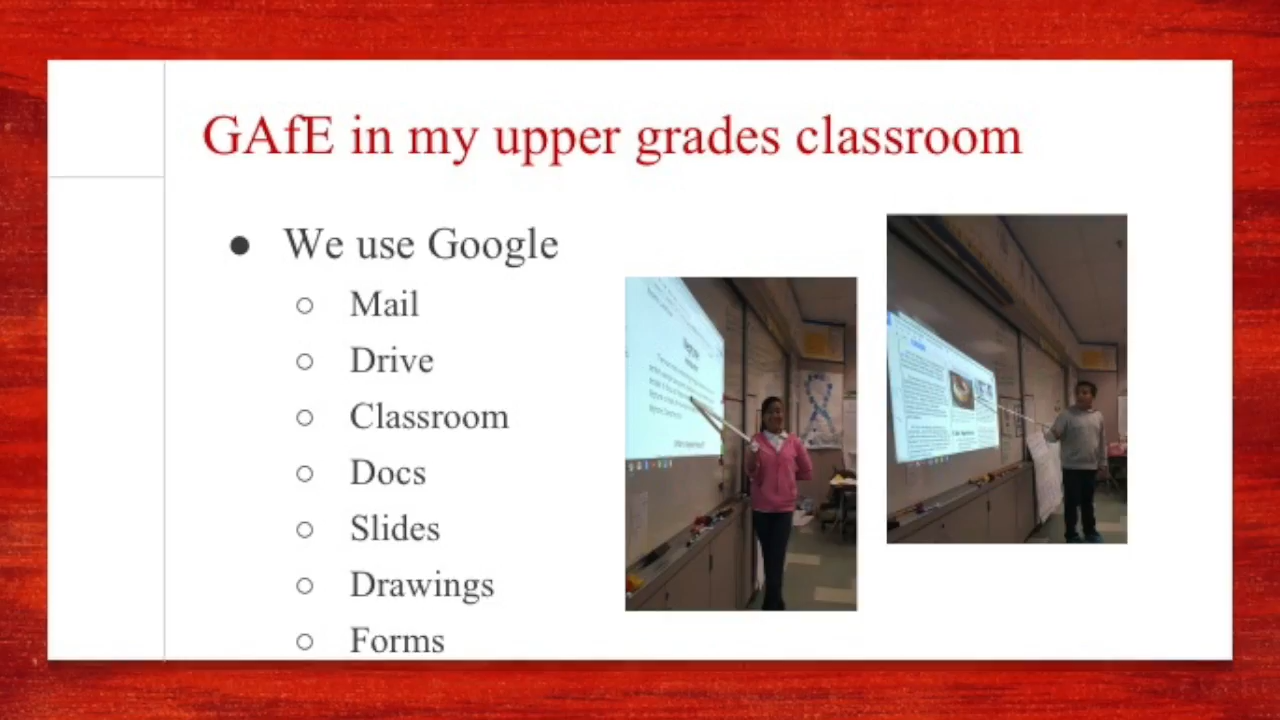 GAfE in my upper grades classroom
We use Google
Mail
Drive
Classroom
Docs
Slides
Drawings
Forms